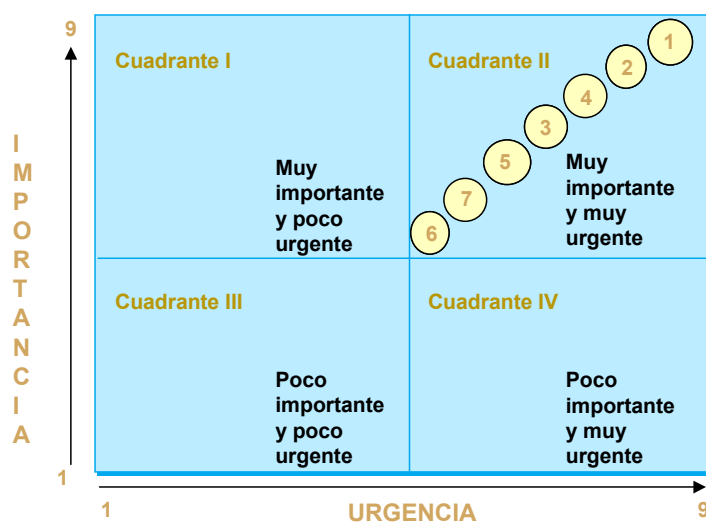 9
Cuadrante I
Cuadrante II
1
2
4
3
5
7
6
Muy
importante
y poco
urgente
Muy
importante
y muy
urgente
IMPORTANCIA
Cuadrante III
Cuadrante IV
Poco
importante
y poco
urgente
Poco
importante
y muy
urgente
1
1
URGENCIA
9